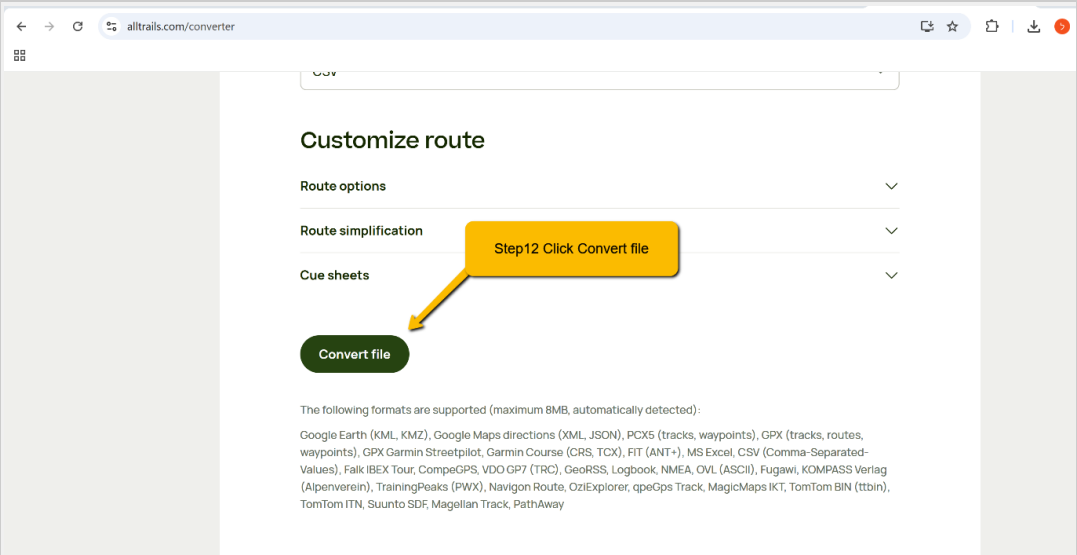 alltrails.com/converter
CSV
Customize route
Route options
Route simplification
Step12 Click Convert file
Cue sheets
Convert file
The following formats are supported (maximum 8MB, automatically detected):
Google Earth (KML, KMZ), Google Maps directions (XML, JSON), PCX5 (tracks, waypoints), GPX (tracks, routes,
waypoints), GPX Garmin Streetpilot, Garmin Course (CRS, TCX), FIT (ANT+), MS Excel, CSV (Comma-Separated-
Values), Falk IBEX Tour, CompeGPS, VDO GP7 (TRC), GeoRSS, Logbook, NMEA, OVL (ASCII), Fugawi, KOMPASS Verlag
(Alpenverein), TrainingPeaks (PWX), Navigon Route, OziExplorer, qpeGps Track, MagicMaps IKT, TomTom BIN (ttbin),
TomTom ITN, Suunto SDF, Magellan Track, PathAway